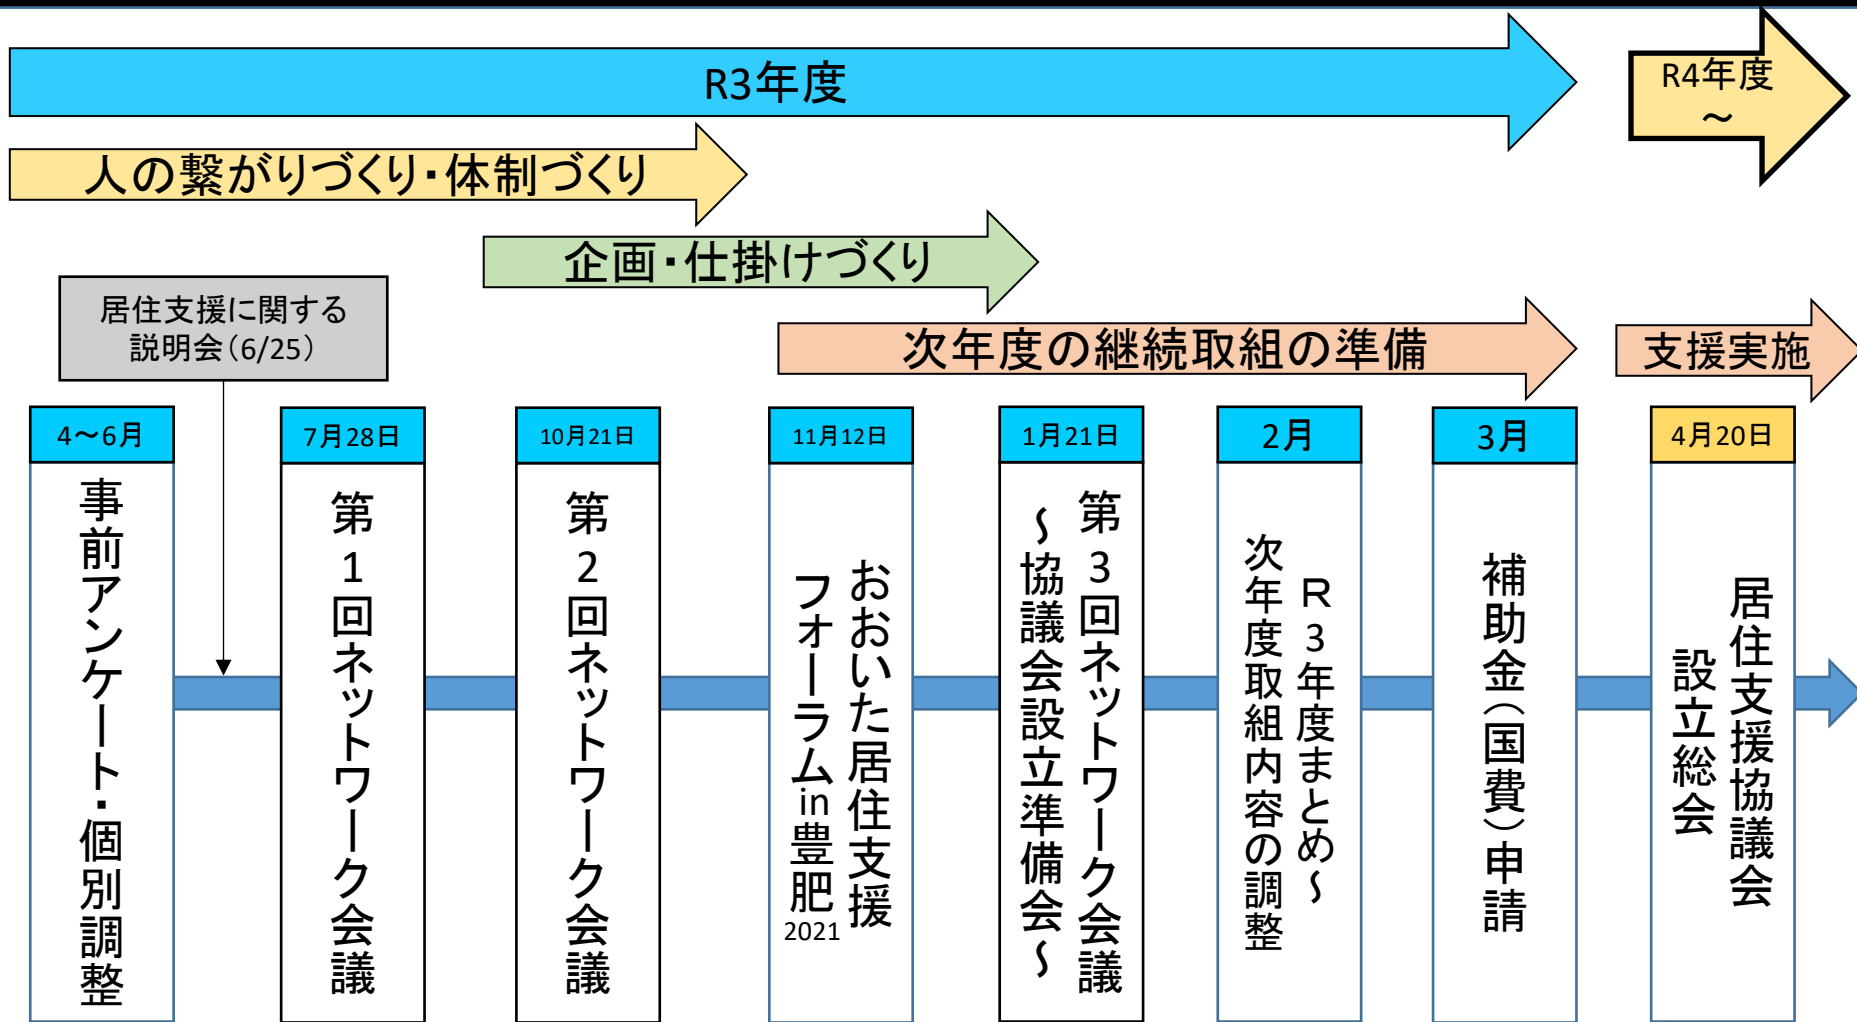 R3年度
R4年度
～
人の繋がりづくり・体制づくり
企画・仕掛けづくり
居住支援に関する
説明会（6/25）
次年度の継続取組の準備
支援実施
4～6月
事前アンケート・個別調整
7月28日
第1回ネットワーク会議
10月21日
第2回ネットワーク会議
11月12日
おおいた居住支援
フォーラムin豊肥2021
1月21日
第3回ネットワーク会議
～協議会設立準備会～
2月
R3年度まとめ～
次年度取組内容の調整
3月
補助金（国費）申請
4月20日
居住支援協議会
設立総会